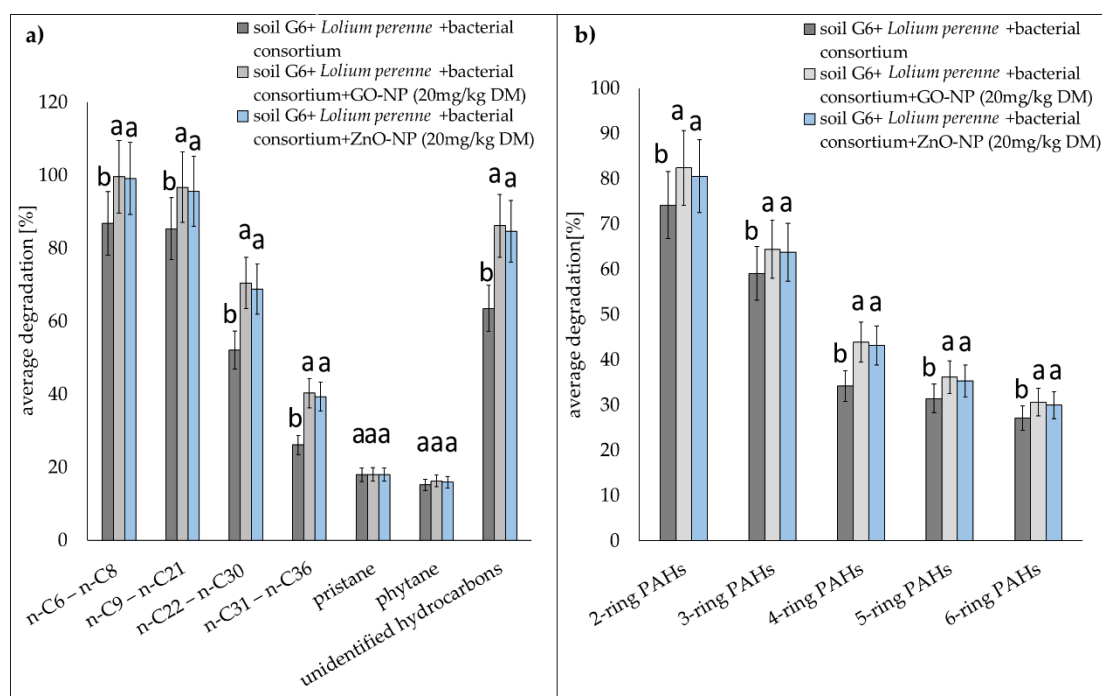 a)
soil G6+ Lolium perenne +bacterial
consortium
soil G6+ Lolium perenne +bacterial
consortium+GO-NP (20mg/kg DM)
soil G6+ Lolium perenne +bacterial
consortium+ZnO-NP (20mg/kg DM)
average degradation [%]
120
100
80
60
40
20
0
b a a
b a a
b a a
b a a
aaa
aaa
b a a
n-C6 – n-C8
n-C9 – n-C21
n-C22 – n-C30
n-C31 – n-C36
pristane
phytane
unidentified hydrocarbons
b)
soil G6+ Lolium perenne +bacterial
consortium
soil G6+ Lolium perenne +bacterial
consortium+GO-NP (20mg/kg DM)
soil G6+ Lolium perenne +bacterial
consortium+ZnO-NP (20mg/kg DM)
average degradation[%]
100
90
80
70
60
50
40
30
20
10
0
b a a
b a a
b a a
b a a
b a a
2-ring PAHs
3-ring PAHs
4-ring PAHs
5-ring PAHs
6-ring PAHs